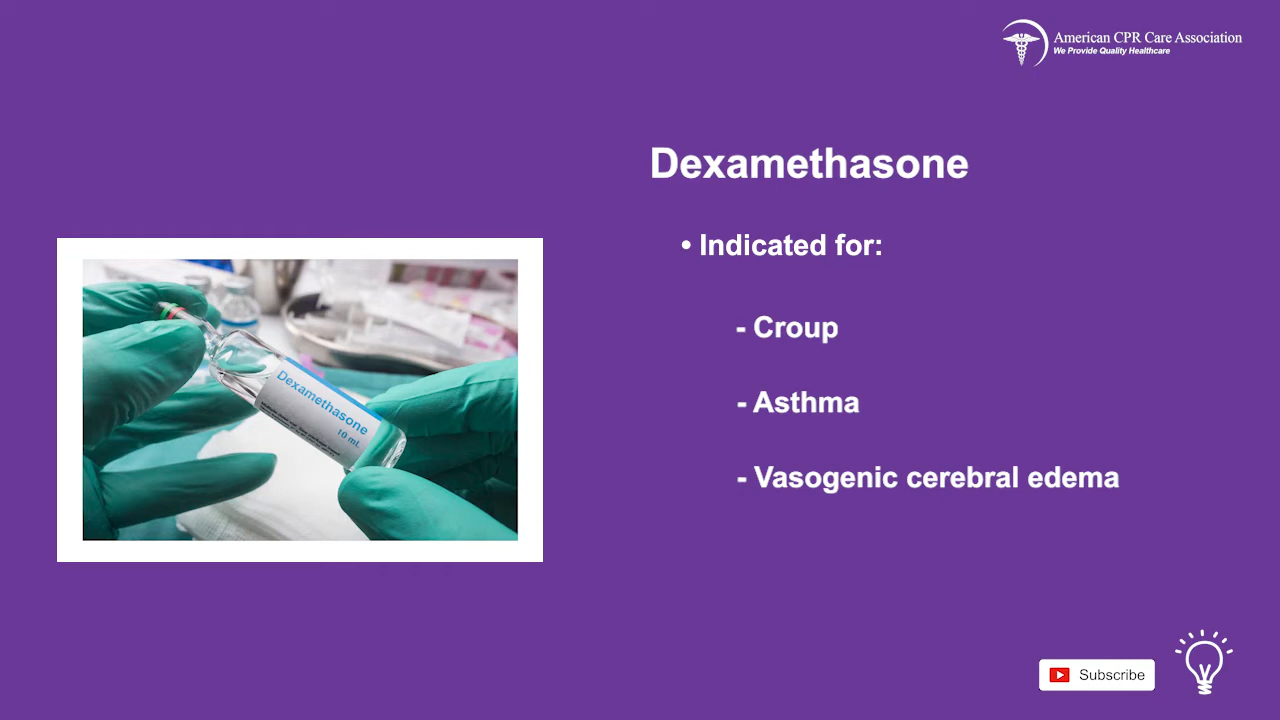 American CPR Care Association
We Provide Quality Healthcare
Dexamethasone
• Indicated for:
- Croup
- Asthma
- Vasogenic cerebral edema
Dexamethasone
10 mL
Subscribe